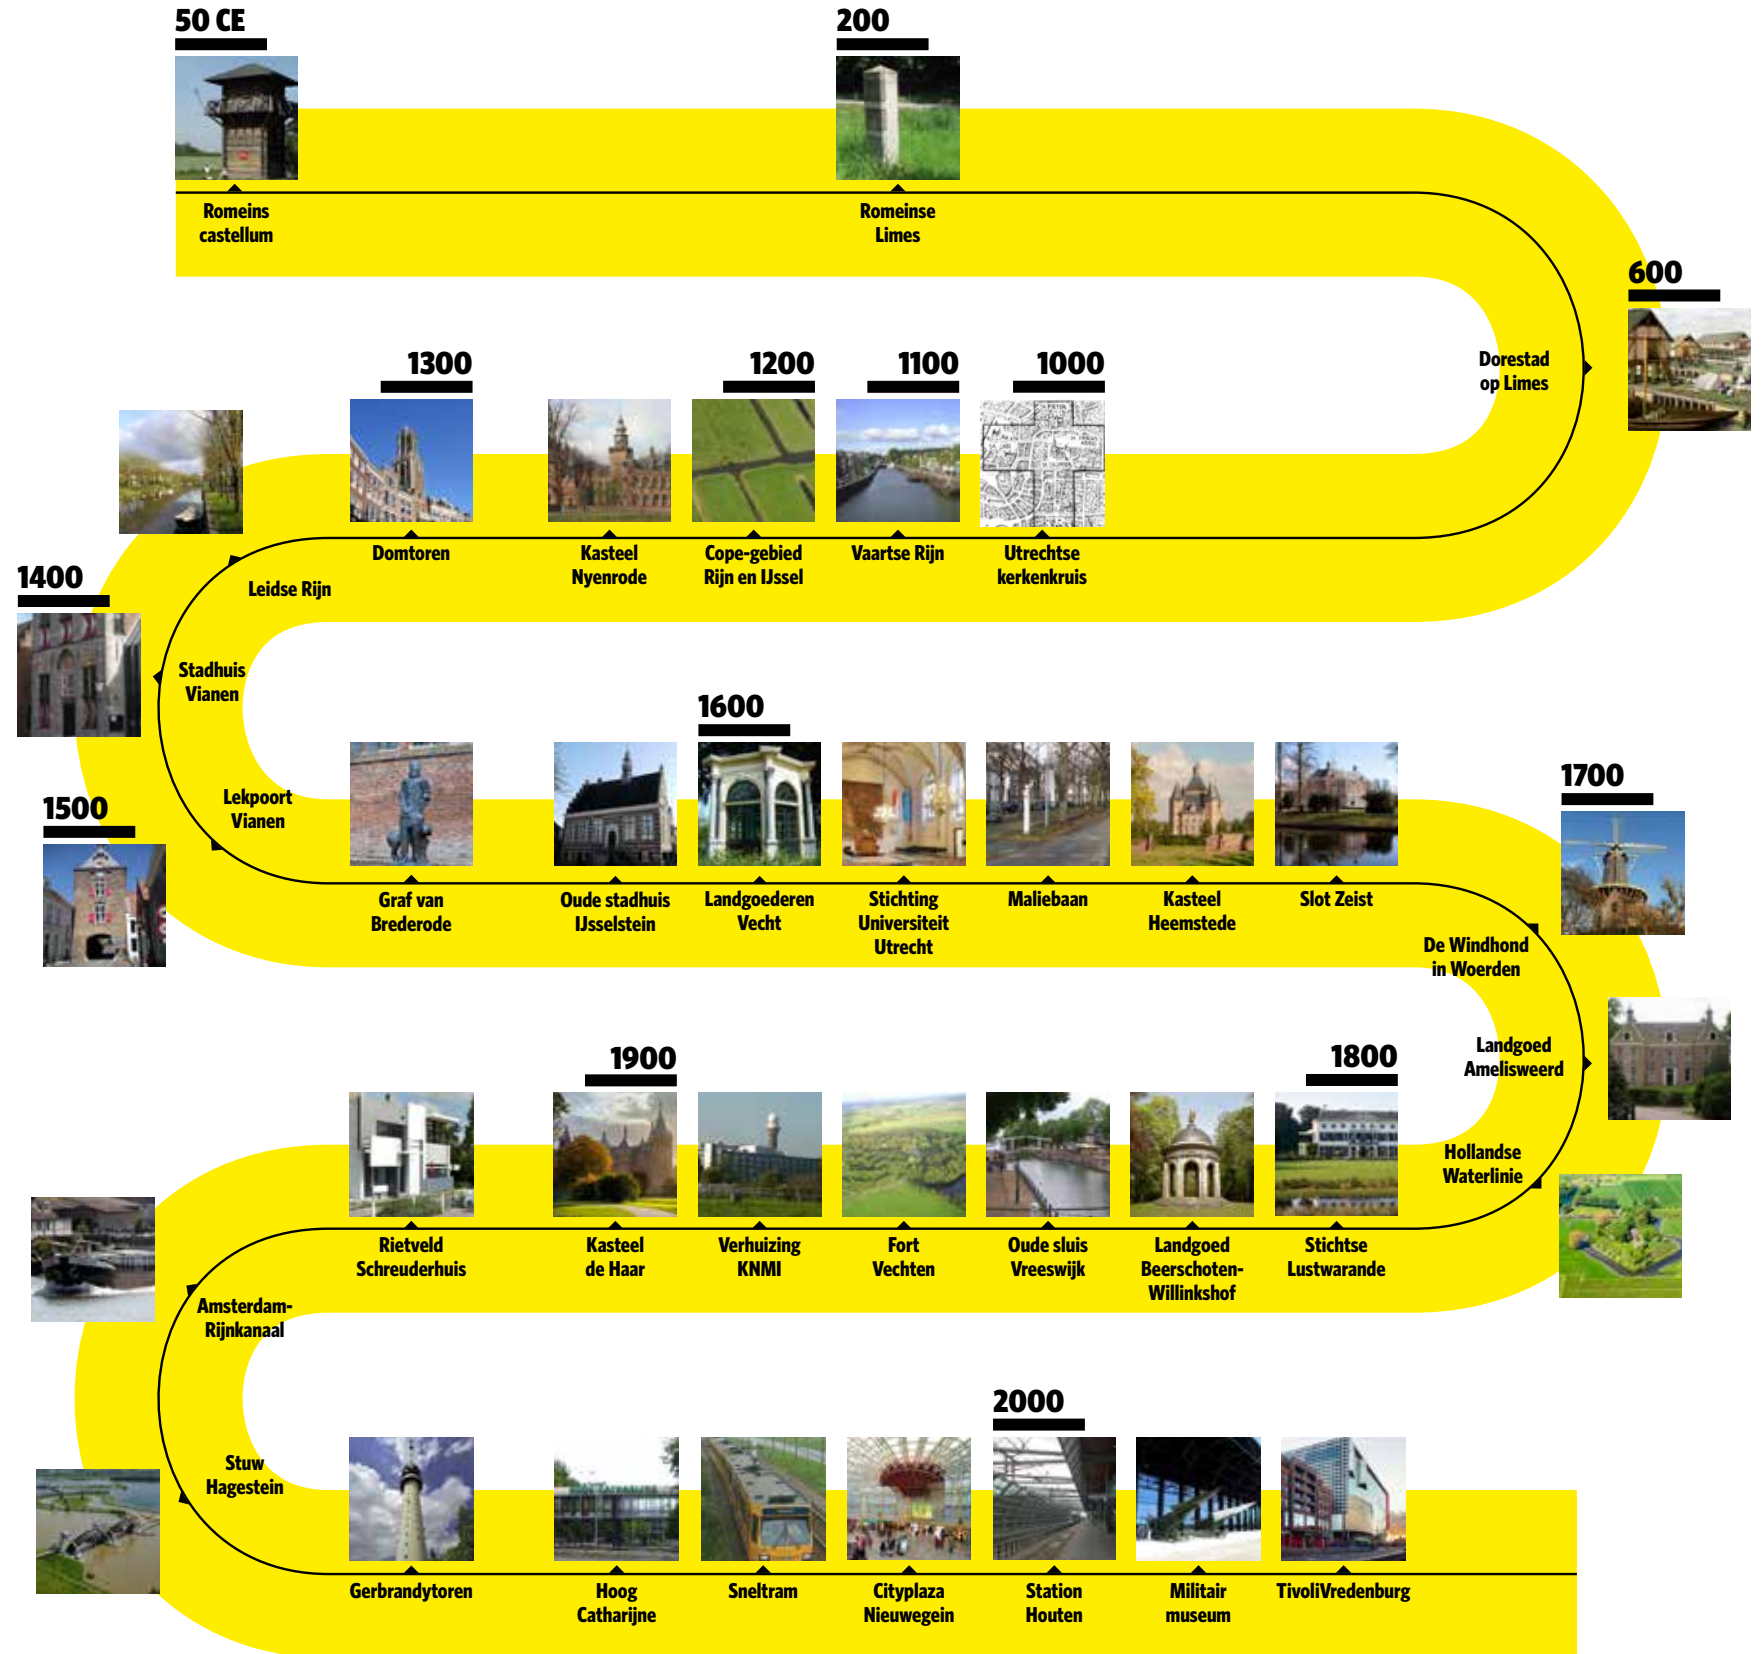 50 CE
200
Romeins
castellum
Romeinse
Limes
600
Dorestad
op Limes
1000
Utrechtse
kerkenkruis
1100
Vaartse Rijn
1200
Cope-gebied
Rijn en IJssel
Kasteel
Nyenrode
1300
Domtoren
Leidse Rijn
1400
Stadhuis
Vianen
1500
Lekpoort
Vianen
Graf van
Brederode
Oude stadhuis
IJsselstein
1600
Landgoederen
Vecht
Stichting
Universiteit
Utrecht
Maliebaan
Kasteel
Heemstede
Slot Zeist
1700
De Windhond
in Woerden
Landgoed
Amelisweerd
Hollandse
Waterlinie
1800
Stichtse
Lustwarande
Landgoed
Beerschoten-
Willinkshof
Oude sluis
Vreeswijk
Fort
Vechten
Verhuizing
KNMI
1900
Kasteel
de Haar
Rietveld
Schreuderhuis
Amsterdam-
Rijnkanaal
Stuw
Hagestein
Gerbrandytoren
Hoog
Catharijne
Sneltram
Cityplaza
Nieuwegein
2000
Station
Houten
Militair
museum
TivoliVredenburg